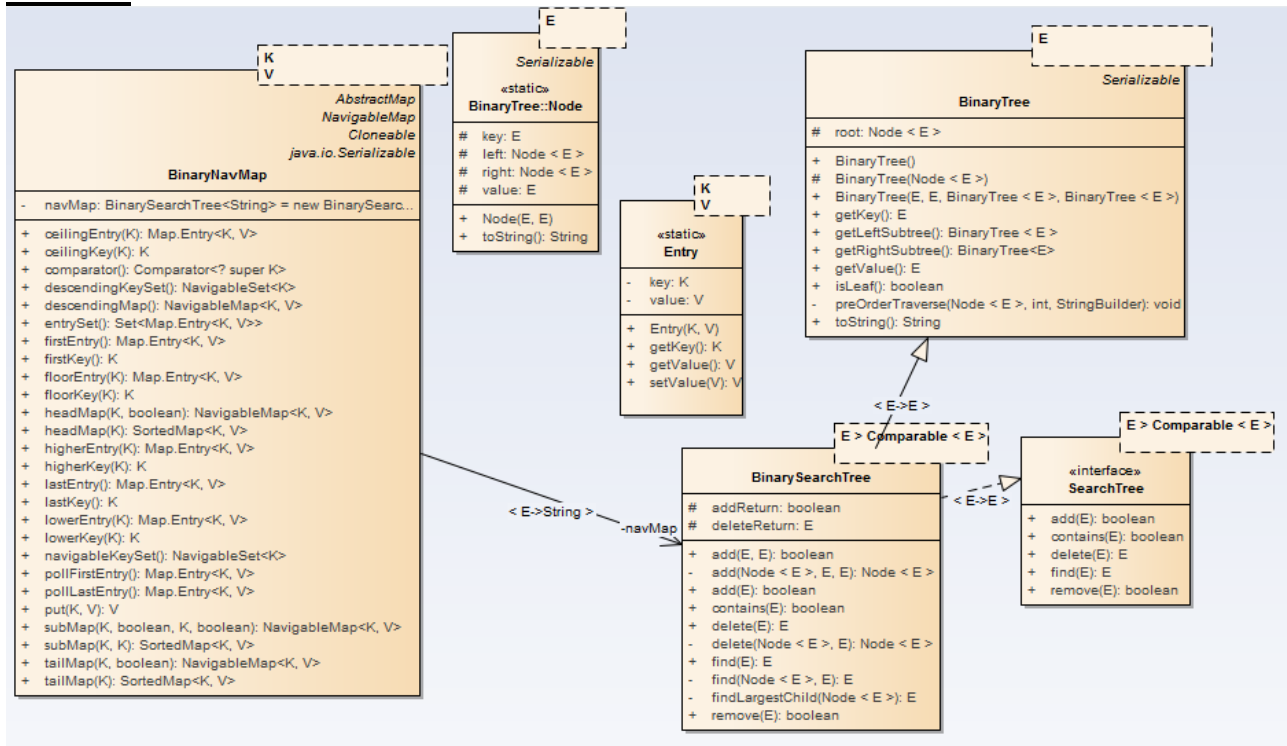 K
V
AbstractMap
NavigableMap
Cloneable
java.io.Serializable
BinaryNavMap
- navMap: BinarySearchTree<String> = new BinarySearc...
+ ceilingEntry(K): Map.Entry<K, V>
+ ceilingKey(K): K
+ comparator(): Comparator<? super K>
+ descendingKeySet(): NavigableSet<K>
+ descendingMap(): NavigableMap<K, V>
+ entrySet(): Set<Map.Entry<K, V>>
+ firstEntry(): Map.Entry<K, V>
+ firstKey(): K
+ floorEntry(K): Map.Entry<K, V>
+ floorKey(K): K
+ headMap(K, boolean): NavigableMap<K, V>
+ headMap(K): SortedMap<K, V>
+ higherEntry(K): Map.Entry<K, V>
+ higherKey(K): K
+ lastEntry(): Map.Entry<K, V>
+ lastKey(): K
+ lowerEntry(K): Map.Entry<K, V>
+ lowerKey(K): K
+ navigableKeySet(): NavigableSet<K>
+ pollFirstEntry(): Map.Entry<K, V>
+ pollLastEntry(): Map.Entry<K, V>
+ put(K, V): V
+ subMap(K, boolean, K, boolean): NavigableMap<K, V>
+ subMap(K, K): SortedMap<K, V>
+ tailMap(K, boolean): NavigableMap<K, V>
+ tailMap(K): SortedMap<K, V>
E
Serializable
«static»
BinaryTree::Node
# key: E
# left: Node < E >
# right: Node < E >
# value: E
+ Node(E, E)
+ toString(): String
K
V
«static»
Entry
- key: K
- value: V
+ Entry(K, V)
+ getKey(): K
+ getValue(): V
+ setValue(V): V
E
Serializable
BinaryTree
# root: Node < E >
+ BinaryTree()
# BinaryTree(Node < E >)
+ BinaryTree(E, E, BinaryTree < E >, BinaryTree < E >)
+ getKey(): E
+ getLeftSubtree(): BinaryTree < E >
+ getRightSubtree(): BinaryTree<E>
+ getValue(): E
+ isLeaf(): boolean
- preOrderTraverse(Node < E >, int, StringBuilder): void
+ toString(): String
< E->E >
< E->String >
-navMap
E > Comparable < E >
BinarySearchTree
# addReturn: boolean
# deleteReturn: E
+ add(E, E): boolean
- add(Node < E >, E, E): Node < E >
+ add(E): boolean
+ contains(E): boolean
+ delete(E): E
- delete(Node < E >, E): Node < E >
+ find(E): E
- find(Node < E >, E): E
- findLargestChild(Node < E >): E
+ remove(E): boolean
< E->E >
E > Comparable < E >
«interface»
SearchTree
+ add(E): boolean
+ contains(E): boolean
+ delete(E): E
+ find(E): E
+ remove(E): boolean